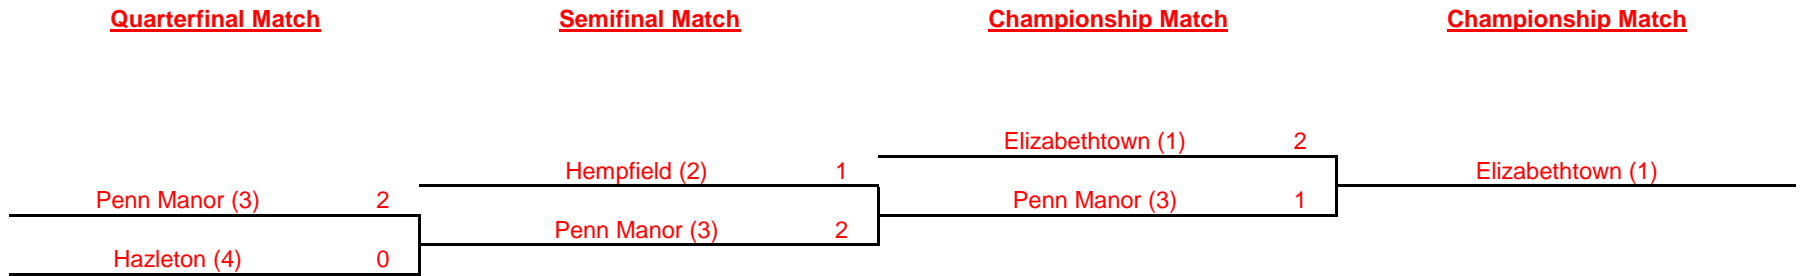 Quarterfinal Match Semifinal Match Championship Match Championship Match
Elizabethtown (1) 2
Hempfield (2) 1 Elizabethtown (1)
Penn Manor (3) 2 Penn Manor (3) 1
Penn Manor (3) 2
Hazleton (4) 0